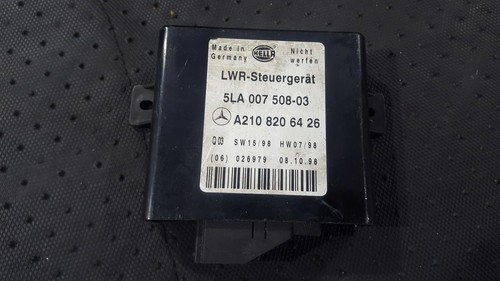 Made in Germany HELLA Nicht werfen
LWR-Steuergerät
5LA 007 508-03
A210 820 64 26
Q03 SW15/98 HW07/98
(06) 026979 08.10.98